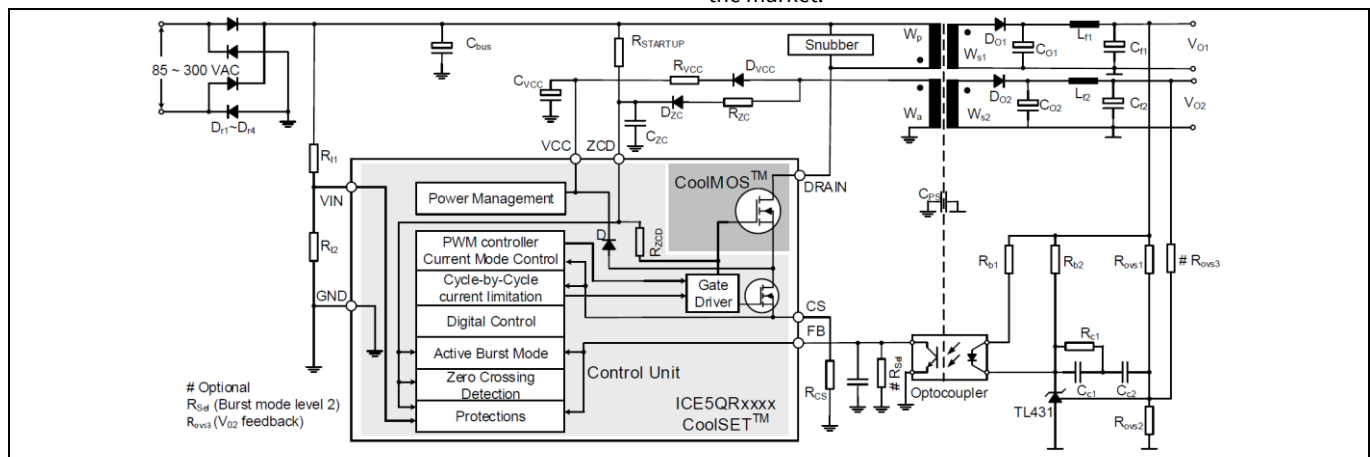 the market.
Snubber
Wp
Ws1
DO1
CO1
Lf1
Cf1
VO1
Cbus
RSTARTUP
85 ~ 300 VAC
RVCC
DVCC
CVCC
DZC
RZC
CZC
Wa
Ws2
DO2
CO2
Lf2
Cf2
VO2
Dr1~Dr4
VCC
ZCD
RI1
CoolMOS™
DRAIN
VIN
Power Management
CPS
RI2
D
RZCD
PWM controller
Current Mode Control
Cycle-by-Cycle
current limitation
Gate
Driver
Rb1
Rb2
Rovs1
# Rovs3
GND
CS
FB
Digital Control
Active Burst Mode
Zero Crossing
Detection
Protections
Control Unit
ICE5QRxxxx
CoolSET™
RCS
# RSel
Optocoupler
Rc1
Cc1
Cc2
TL431
Rovs2
# Optional
RSel (Burst mode level 2)
Rovs3 (V02 feedback)